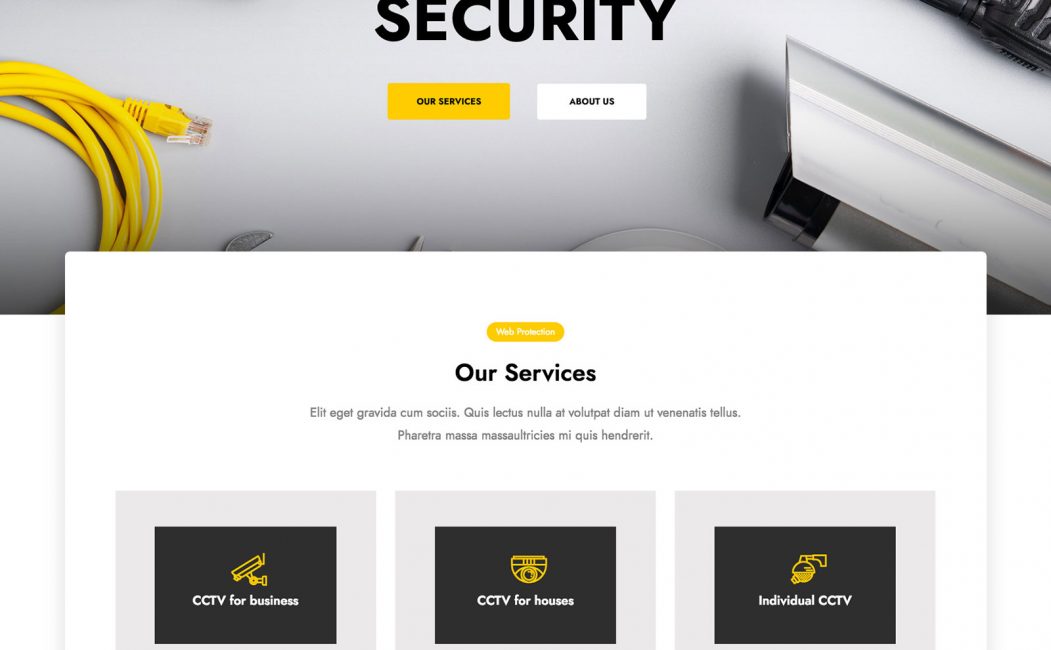 SECURITY
OUR SERVICES
ABOUT US
Web Protection
Our Services
Elit eget gravida cum sociis. Quis lectus nulla at volutpat diam ut venenatis tellus.
Pharetra massa massaultricies mi quis hendrerit.
CCTV for business
CCTV for houses
Individual CCTV